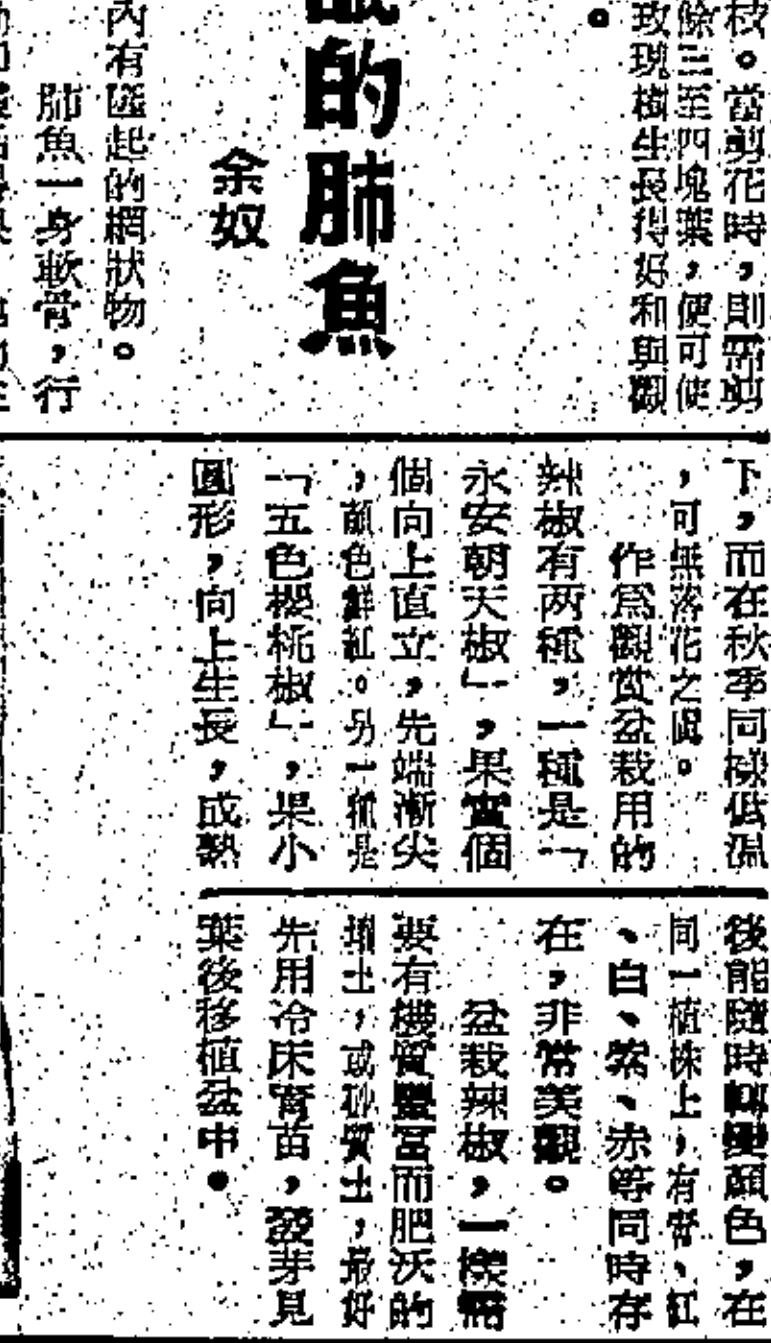 枝。當剪花時，則需剪
除三至四塊葉，便可使
玫瑰樹生長得好和與觀
。
的肺魚
余奴
內有隆起的網狀物。
肺魚一身軟骨，行
下，而在秋季同樣低溫
，可無落花之虞。
作爲觀賞盆栽用的
辣椒有两種，一種是「
永安朝天椒」，果實個
個向上直立，先端漸尖
，顏色鮮紅。另一種是
「五色櫻桃椒」，果小
圓形，向上生長，成熟
後能隨時轉變顏色，在
同一植株上，有青、紅
、白、紫、赤等同時存
在，非常美觀。
盆栽辣椒，一樣需
要有機質豐富而肥沃的
壤土，或砂質土，最好
先用冷床育苗，發芽見
葉後移植盆中。